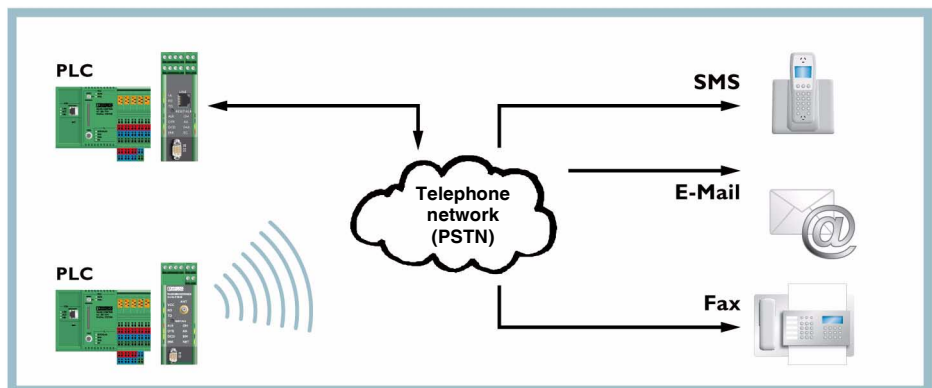 PLC
SMS
Telephone
network
(PSTN)
E-Mail
PLC
Fax